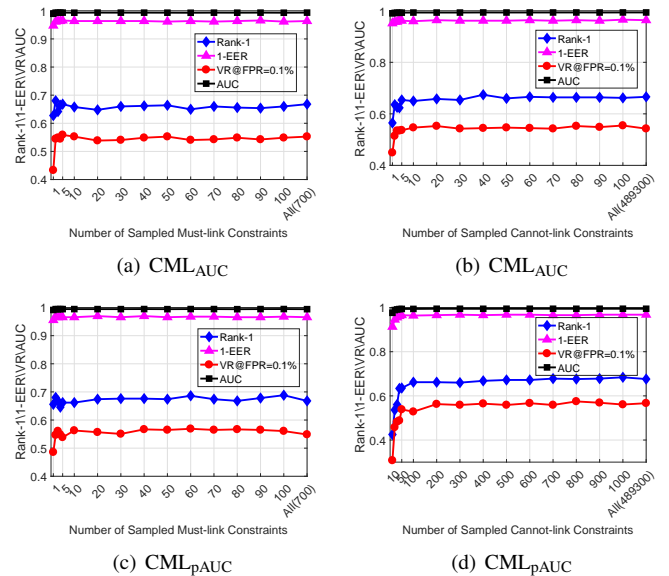 1
0.9
0.8
0.7
0.6
0.5
0.4
Rank-1\1-EER\VR\AUC
Rank-1
1-EER
VR@FPR=0.1%
AUC
1 5 10 20 30 40 50 60 70 80 90 100 All(700)
Number of Sampled Must-link Constraints
(a) CMLAUC
1
0.8
0.6
0.4
Rank-1\1-EER\VR\AUC
Rank-1
1-EER
VR@FPR=0.1%
AUC
1 5 10 20 30 40 50 60 70 80 90 100 All(489300)
Number of Sampled Cannot-link Constraints
(b) CMLAUC
1
0.9
0.8
0.7
0.6
0.5
0.4
Rank-1\1-EER\VR\AUC
Rank-1
1-EER
VR@FPR=0.1%
AUC
1 5 10 20 30 40 50 60 70 80 90 100 All(700)
Number of Sampled Must-link Constraints
(c) CMLpAUC
1
0.8
0.6
0.4
Rank-1\1-EER\VR\AUC
Rank-1
1-EER
VR@FPR=0.1%
AUC
10 100 200 300 400 500 600 700 800 900 1000 All(489300)
Number of Sampled Cannot-link Constraints
(d) CMLpAUC